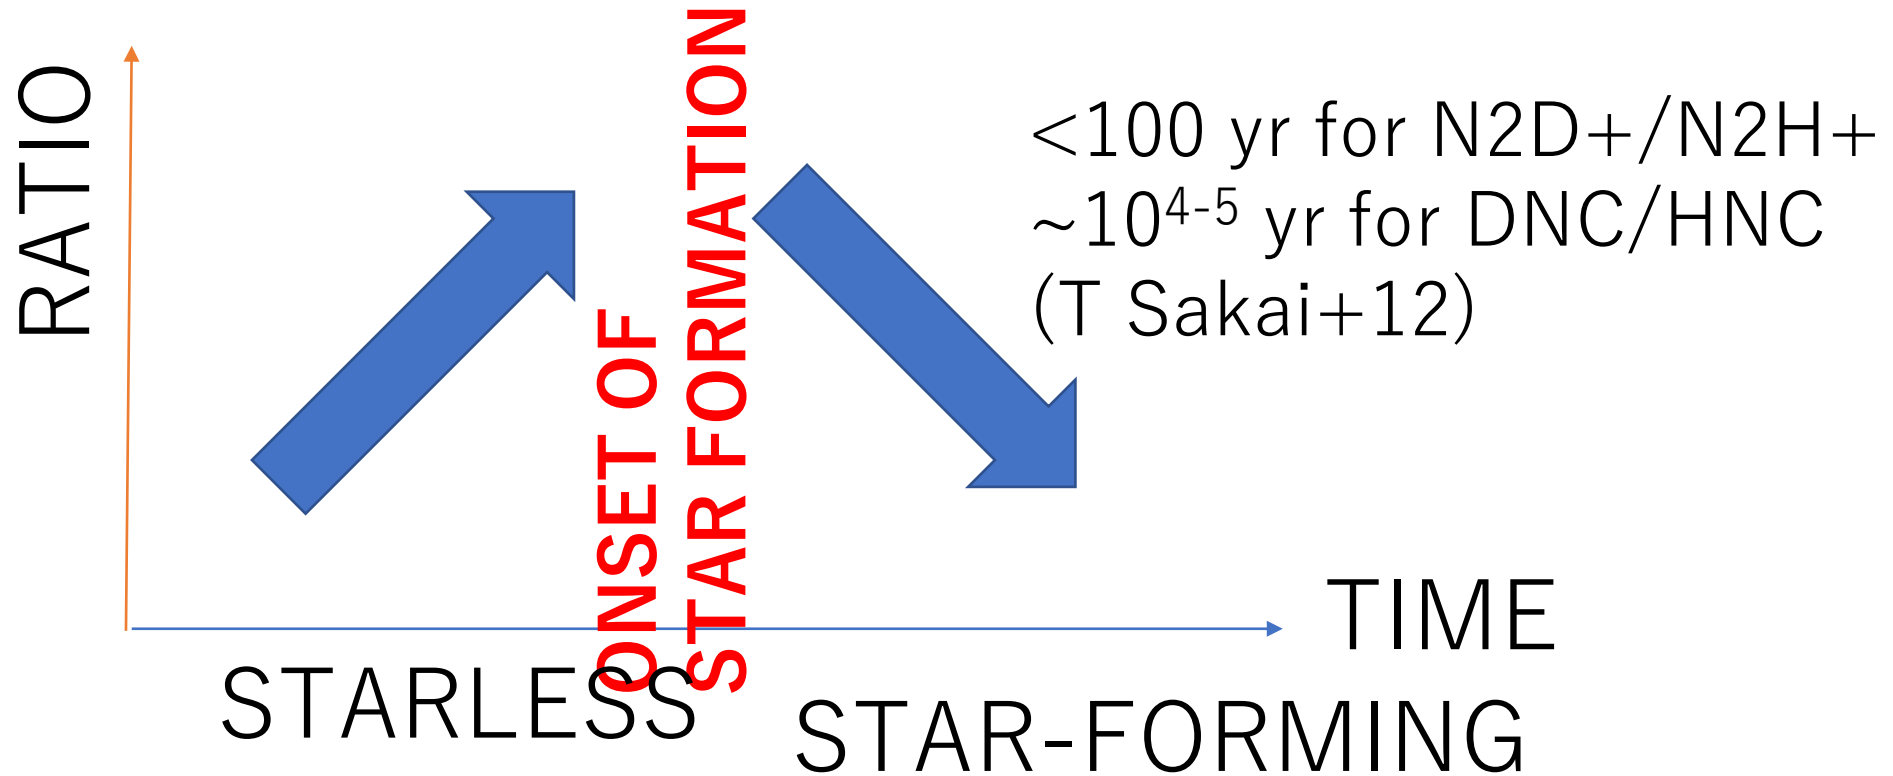 RATIO
ONSET OF
STAR FORMATION
<100 yr for N2D+/N2H+
~10⁴⁻⁵ yr for DNC/HNC
(T Sakai+12)
TIME
STARLESS
STAR-FORMING